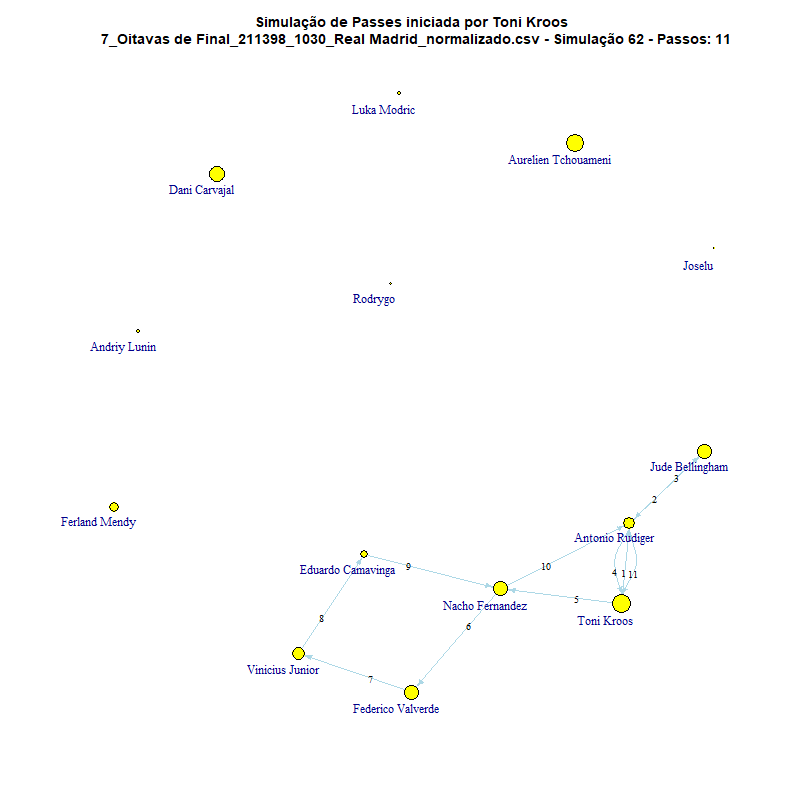 Simulação de Passes iniciada por Toni Kroos
7_Oitavas de Final_211398_1030_Real Madrid_normalizado.csv - Simulação 62 - Passos: 11
Luka Modric
Aurelien Tchouameni
Dani Carvajal
Joselu
Rodrygo
Andriy Lunin
Jude Bellingham
3
2
Ferland Mendy
Antonio Rudiger
Eduardo Camavinga
9
10
4
1
11
Nacho Fernandez
5
Toni Kroos
8
6
Vinicius Junior
7
Federico Valverde